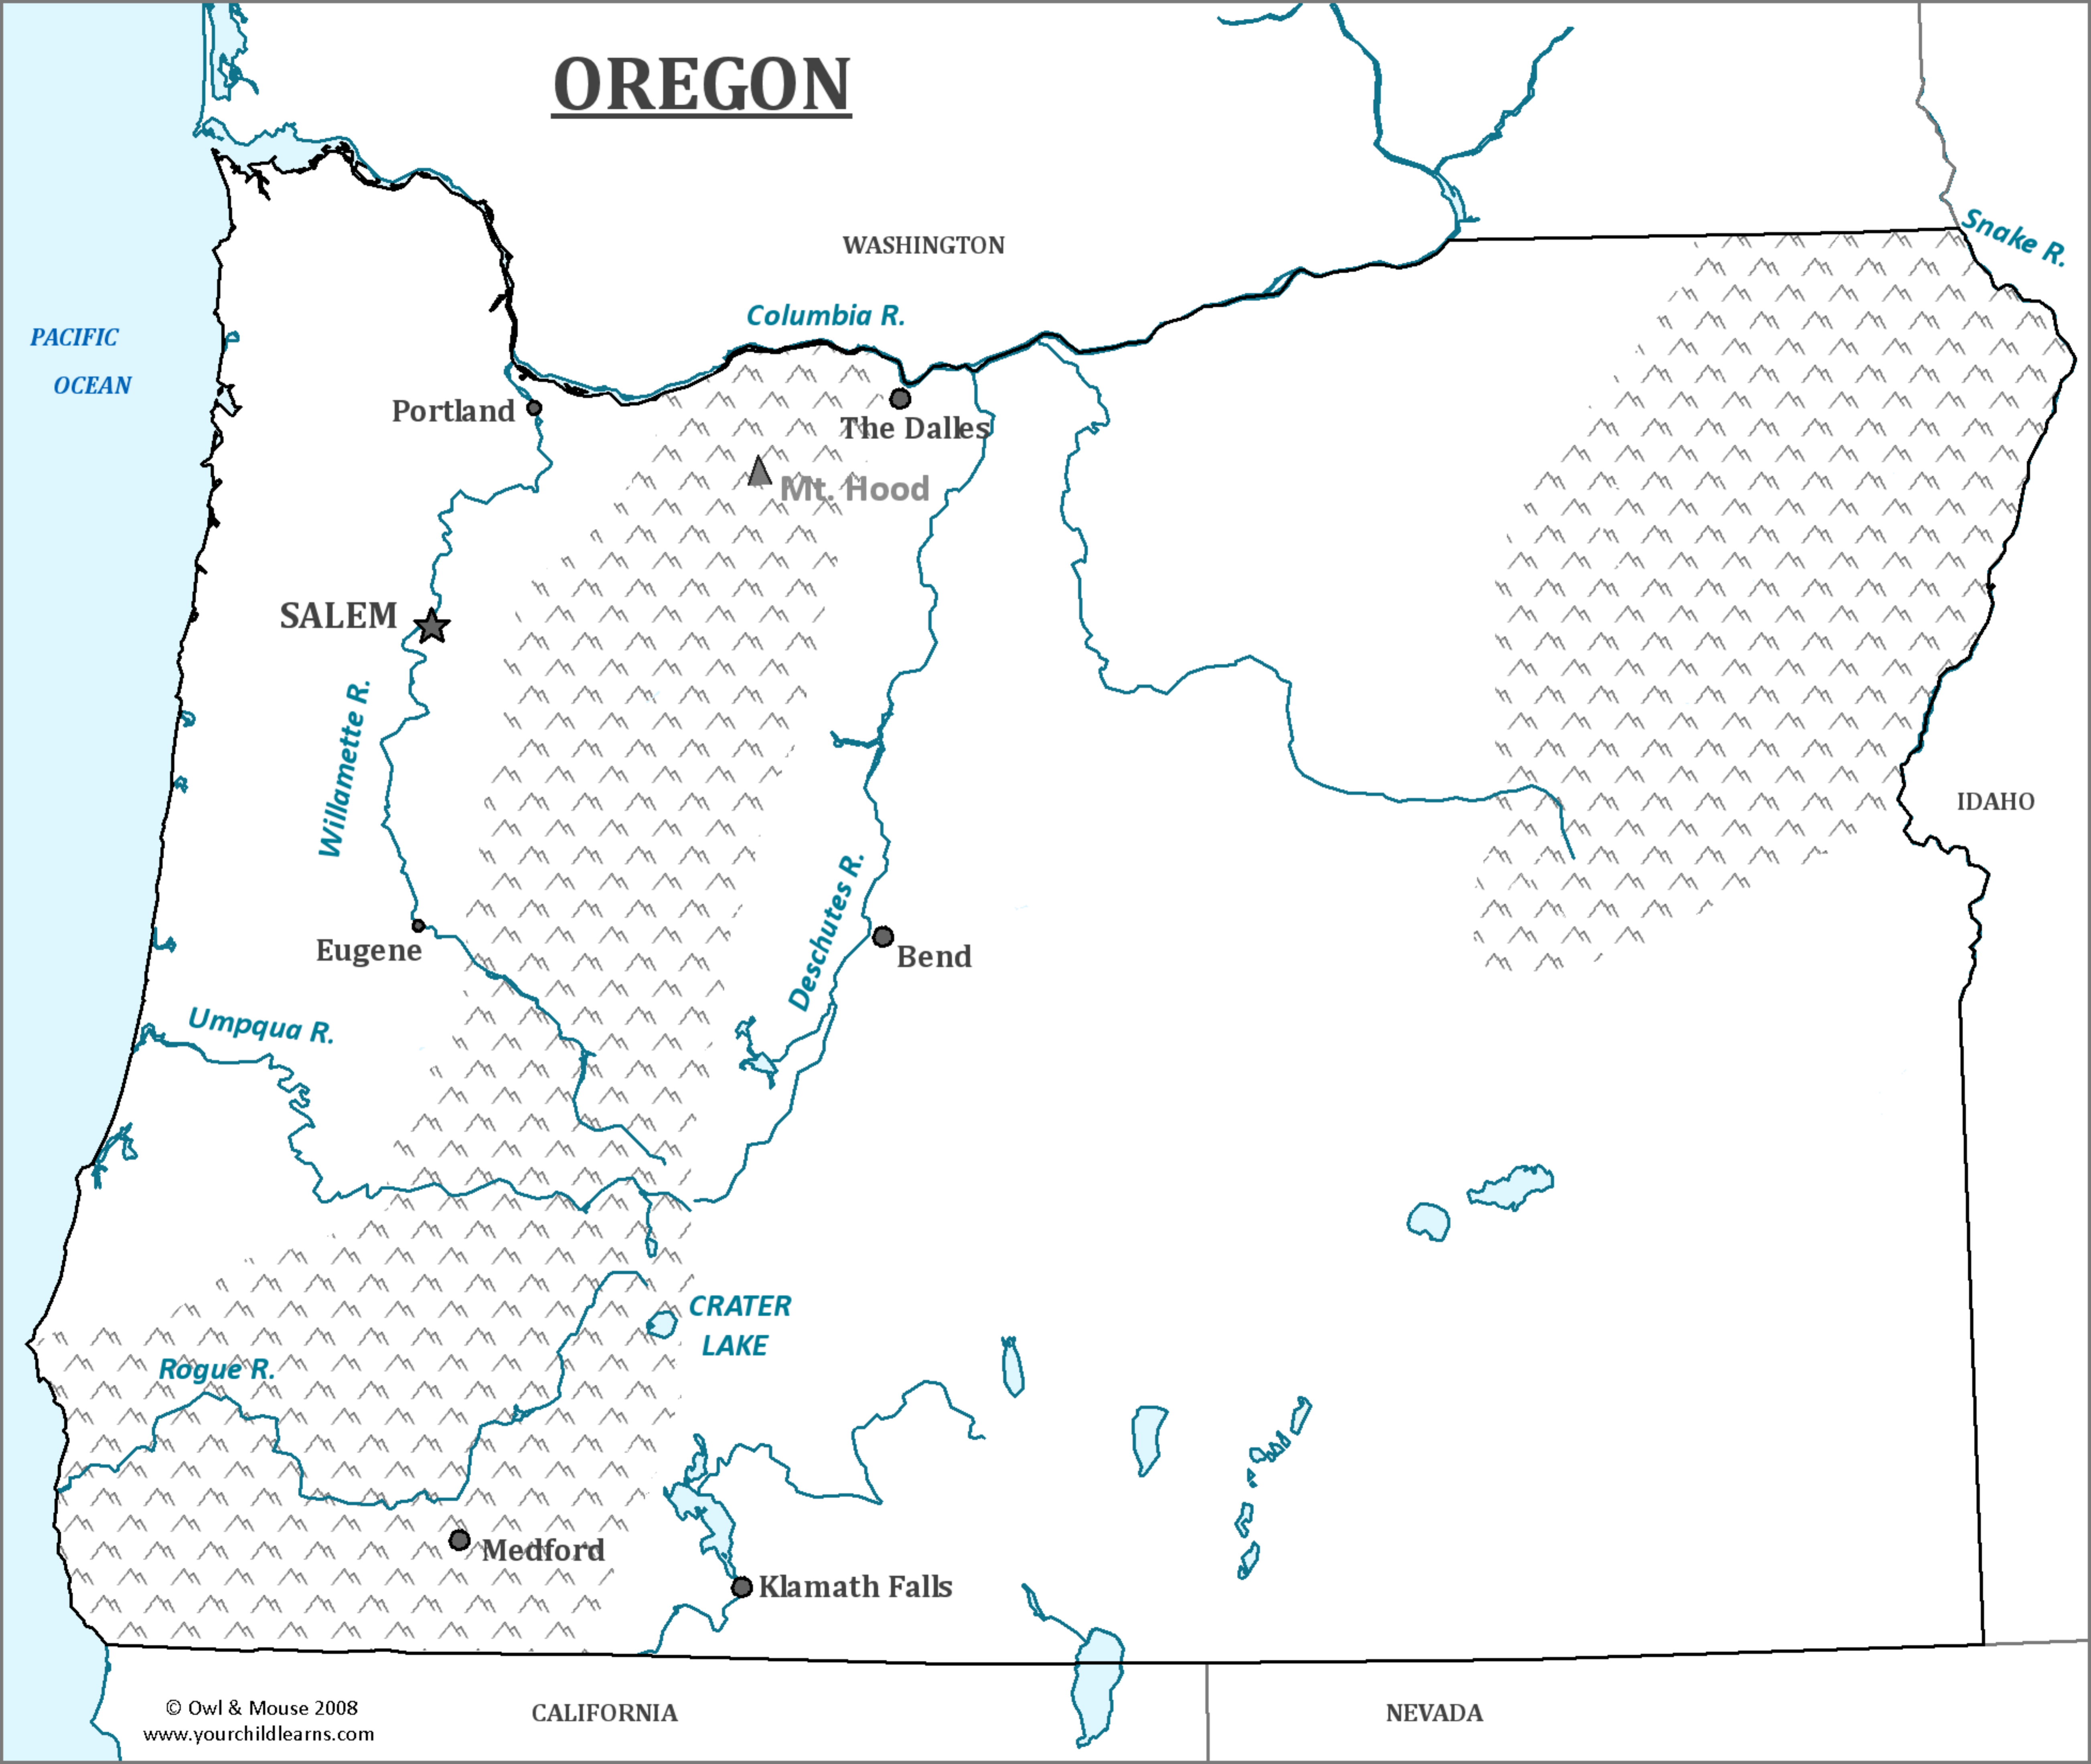 OREGON
WASHINGTON
Snake R.
Columbia R.
PACIFIC
OCEAN
Portland
The Dalles
Mt. Hood
SALEM
Willamette R.
IDAHO
Deschutes R.
Eugene
Bend
Umpqua R.
CRATER
LAKE
Rogue R.
Medford
Klamath Falls
© Owl & Mouse 2008
www.yourchildlearns.com
CALIFORNIA
NEVADA